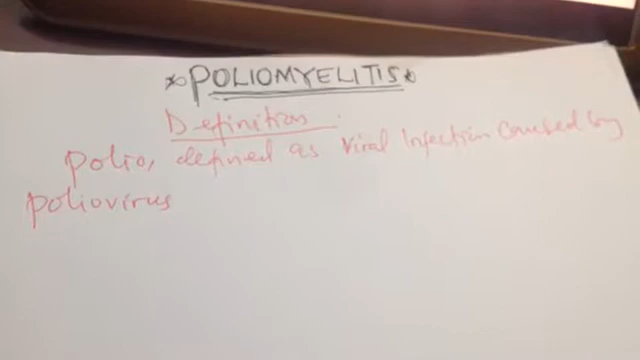 *POLIOMYELITIS*
Definition.
Polio, defined as Viral Infection Caused by
poliovirus